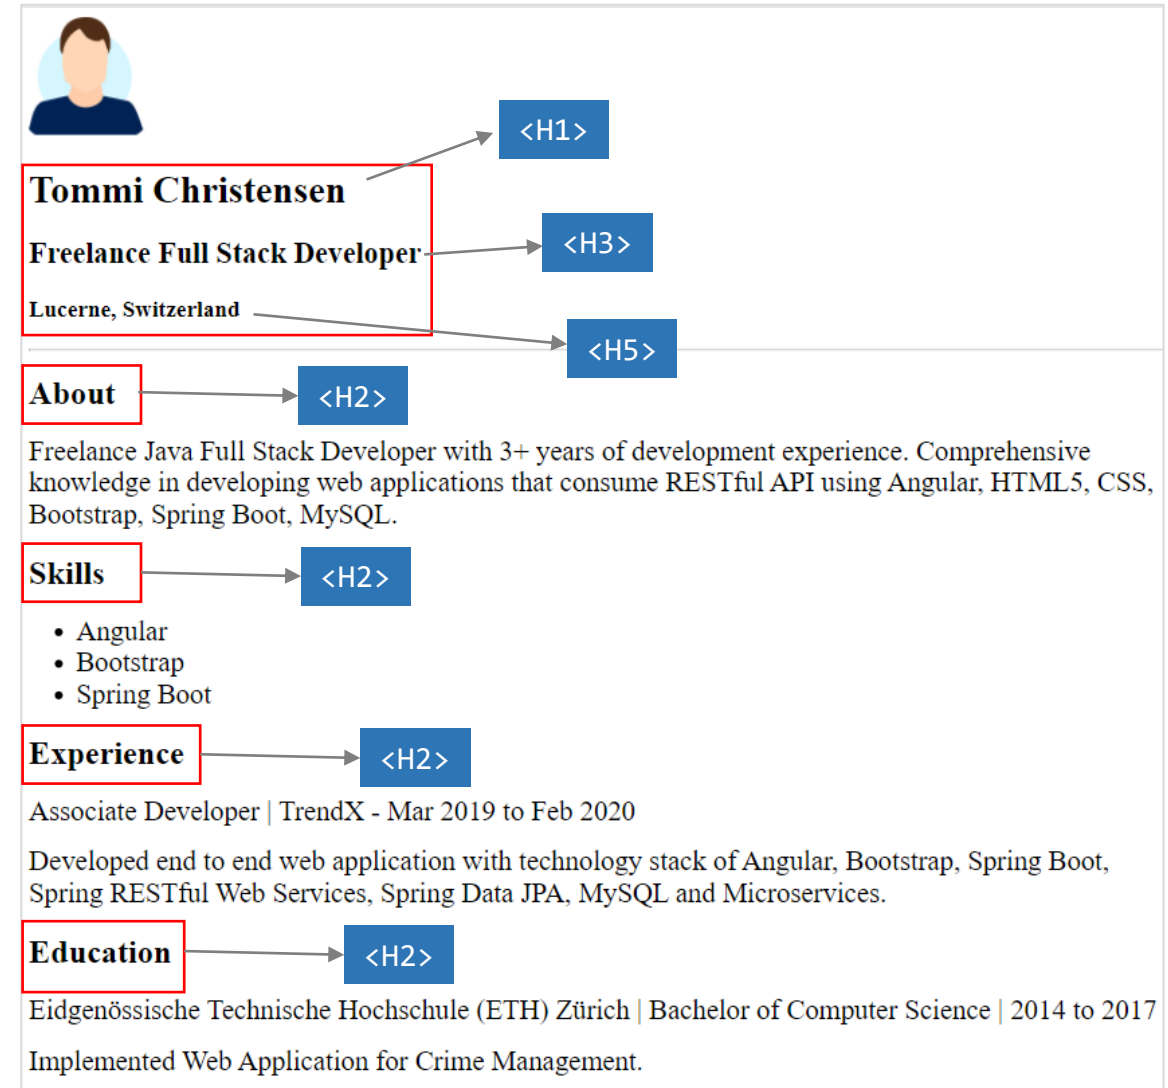 <H1>
Tommi Christensen
Freelance Full Stack Developer
<H3>
Lucerne, Switzerland
<H5>
About
<H2>
Freelance Java Full Stack Developer with 3+ years of development experience. Comprehensive
knowledge in developing web applications that consume RESTful API using Angular, HTML5, CSS,
Bootstrap, Spring Boot, MySQL.
Skills
<H2>
• Angular
• Bootstrap
• Spring Boot
Experience
<H2>
Associate Developer | TrendX - Mar 2019 to Feb 2020
Developed end to end web application with technology stack of Angular, Bootstrap, Spring Boot,
Spring RESTful Web Services, Spring Data JPA, MySQL and Microservices.
Education
<H2>
Eidgenössische Technische Hochschule (ETH) Zürich | Bachelor of Computer Science | 2014 to 2017
Implemented Web Application for Crime Management.